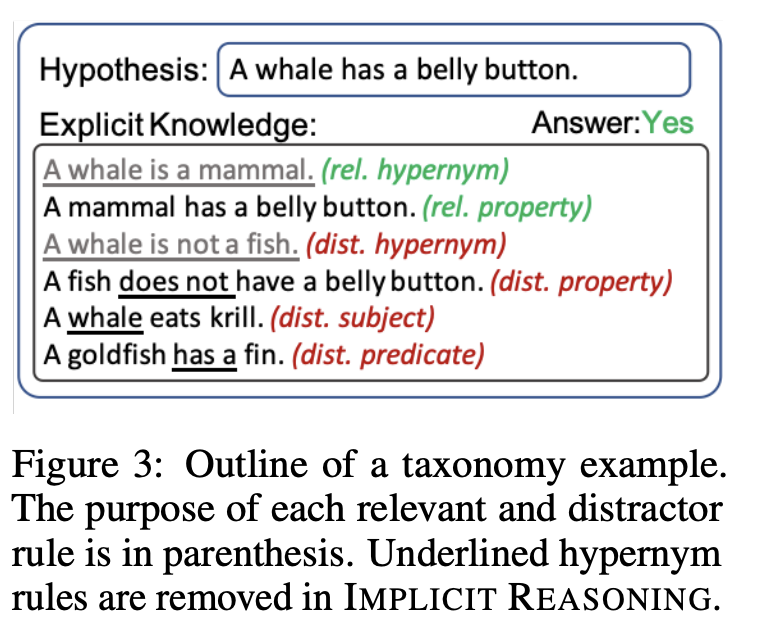 Hypothesis: A whale has a belly button.
Explicit Knowledge: Answer:Yes
A whale is a mammal. (rel. hypernym)
A mammal has a belly button. (rel. property)
A whale is not a fish. (dist. hypernym)
A fish does not have a belly button. (dist. property)
A whale eats krill. (dist. subject)
A goldfish has a fin. (dist. predicate)
Figure 3: Outline of a taxonomy example.
The purpose of each relevant and distractor
rule is in parenthesis. Underlined hypernym
rules are removed in IMPLICIT REASONING.